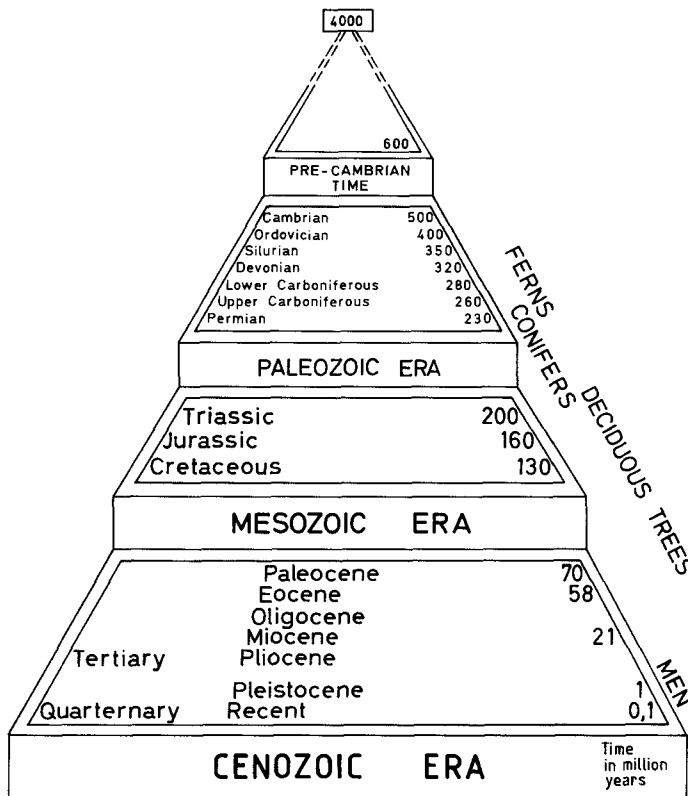 4000
600
PRE-CAMBRIAN
TIME
Cambrian 500
Ordovician 400
Silurian 350
Devonian 320
Lower Carboniferous 280
Upper Carboniferous 260
Permian 230
PALEOZOIC ERA
FERNS
CONIFERS
DECIDUOUS TREES
Triassic 200
Jurassic 160
Cretaceous 130
MESOZOIC ERA
Paleocene 70
Eocene 58
Oligocene
Miocene 21
Tertiary Pliocene
Pleistocene 1
Quarternary Recent 0,1
MEN
CENOZOIC ERA
Time
in million
years